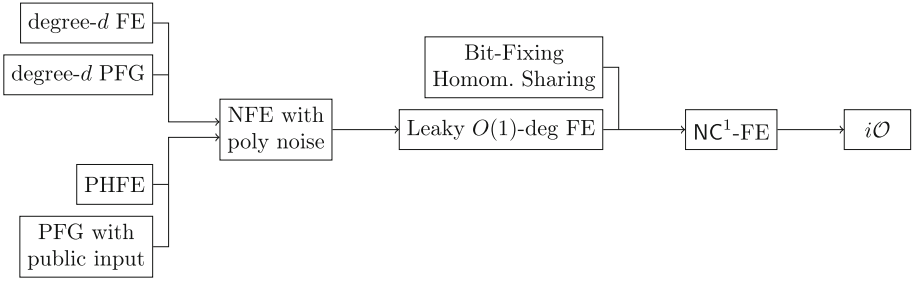 degree-d FE
degree-d PFG
PHFE
PFG with
public input
NFE with
poly noise
Bit-Fixing
Homom. Sharing
Leaky O(1)-deg FE
NC¹-FE
iO